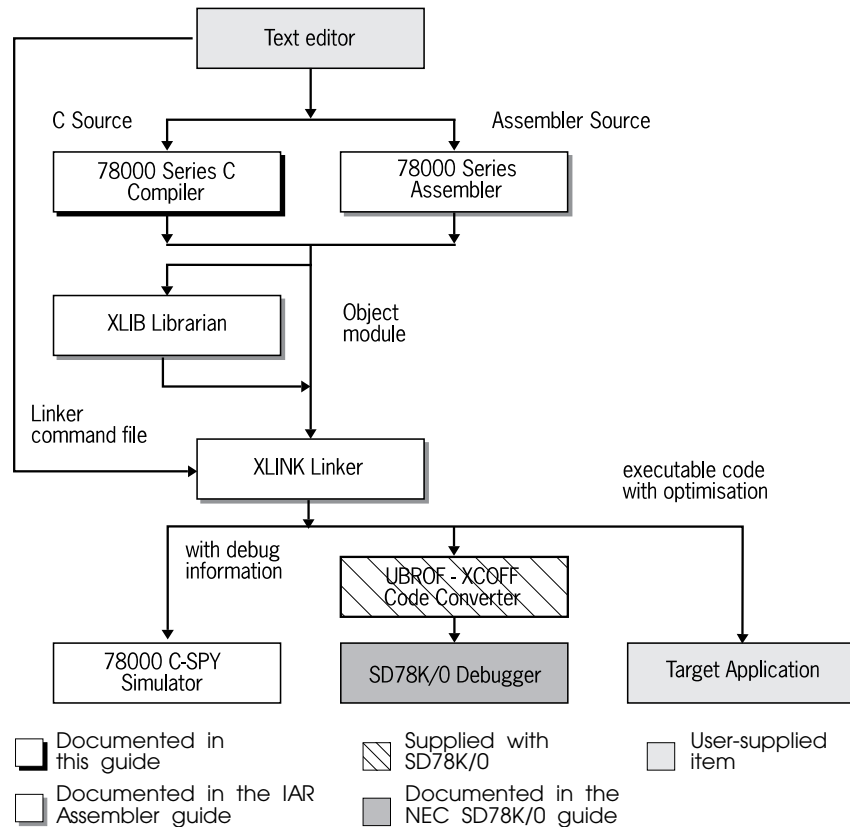 Text editor
C Source
Assembler Source
78000 Series C
Compiler
78000 Series
Assembler
XLIB Librarian
Object
module
Linker
command file
XLINK Linker
executable code
with optimisation
with debug
information
UBROF - XCOFF
Code Converter
78000 C-SPY
Simulator
SD78K/0 Debugger
Target Application
Documented in
this guide
Supplied with
SD78K/0
User-supplied
item
Documented in the IAR
Assembler guide
Documented in the
NEC SD78K/0 guide